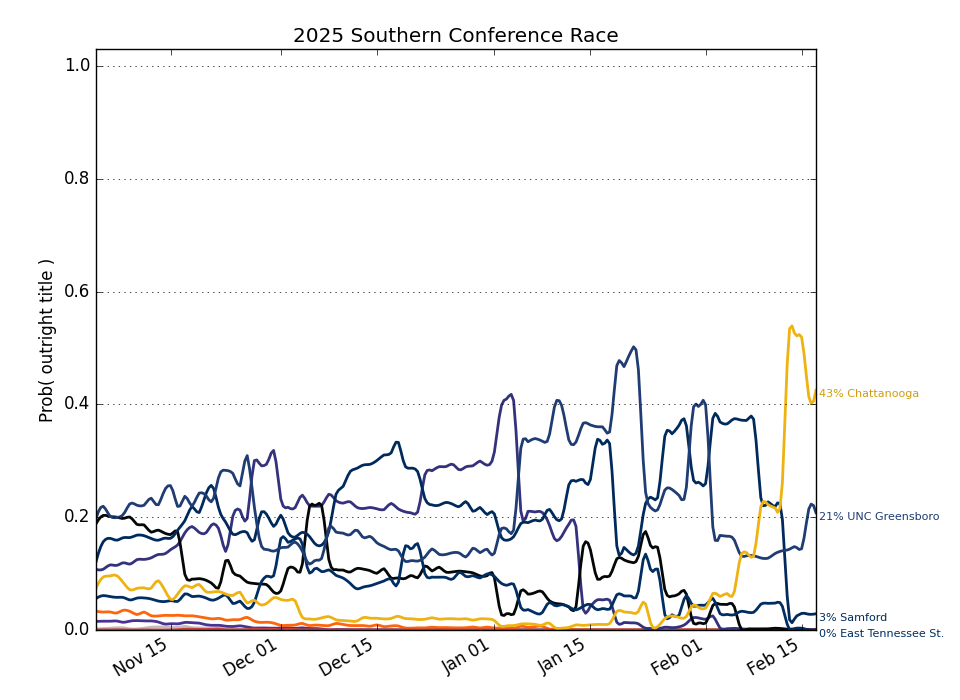 2025 Southern Conference Race
Prob( outright title )
1.0
0.8
0.6
0.4
0.2
0.0
43% Chattanooga
21% UNC Greensboro
3% Samford
0% East Tennessee St.
Nov 15
Dec 01
Dec 15
Jan 01
Jan 15
Feb 01
Feb 15